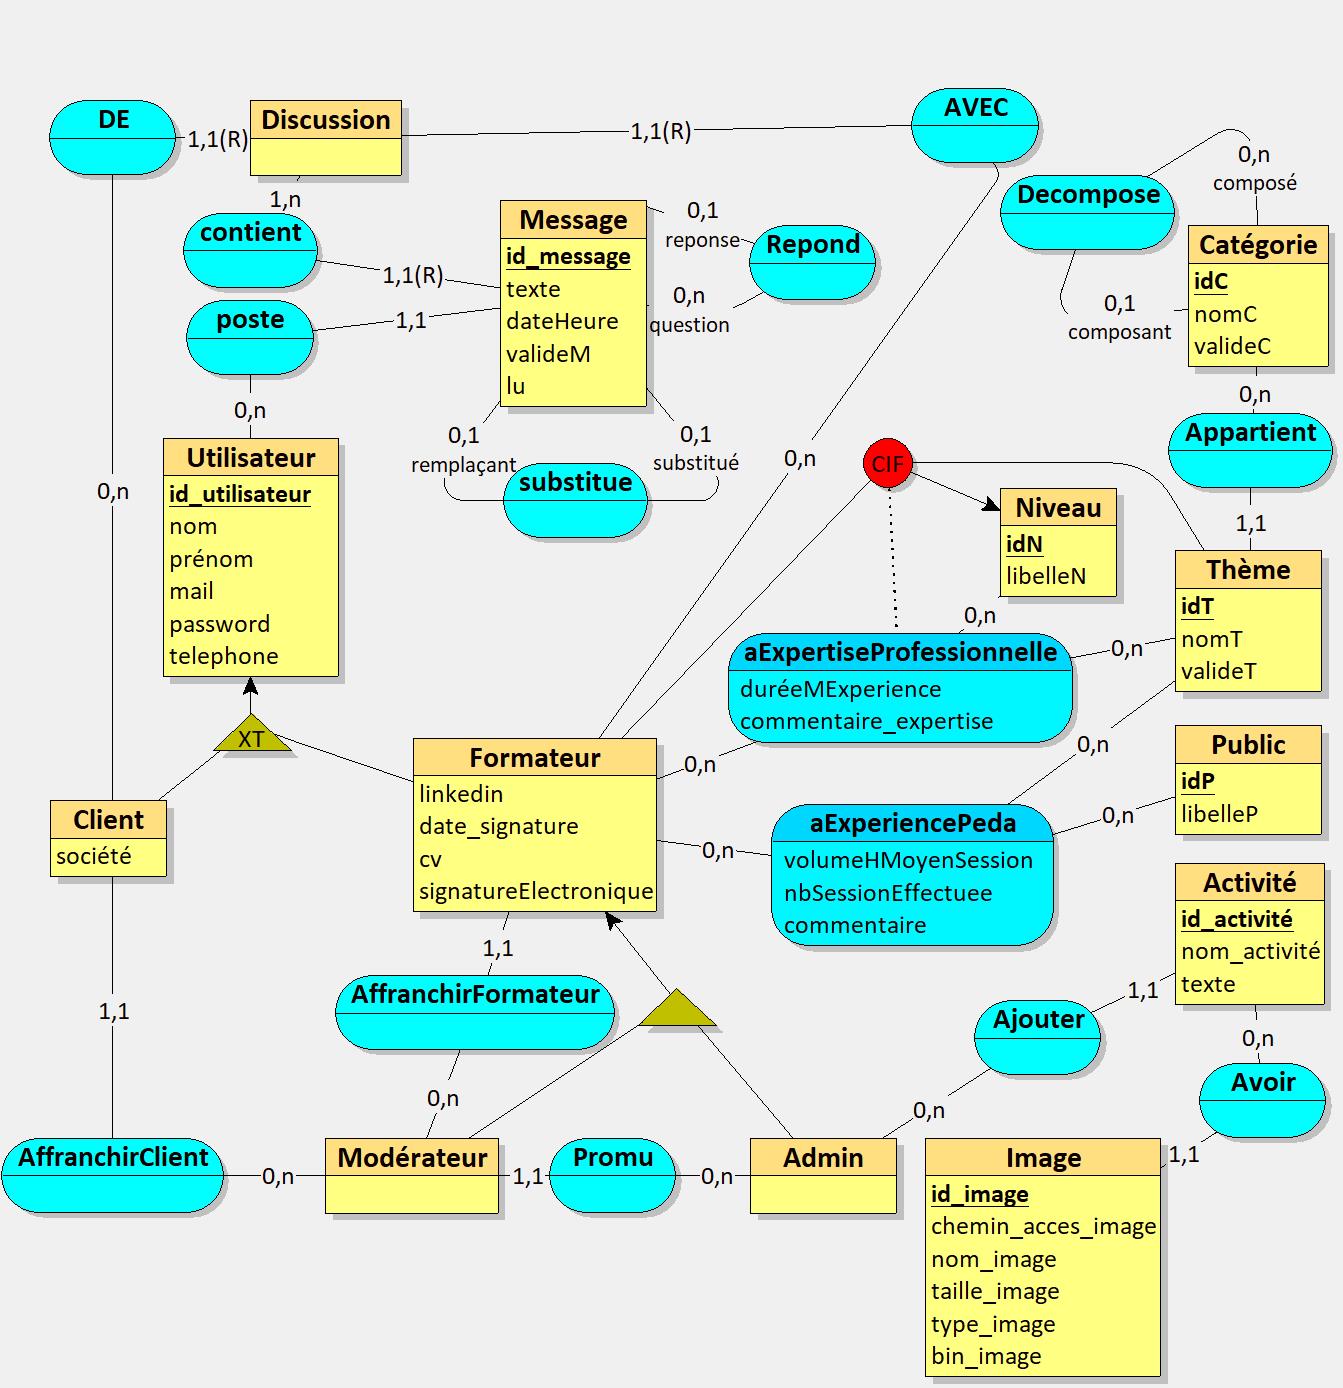 DE
1,1(R)
Discussion
1,1(R)
AVEC
0,n
composé
Decompose
1,n
contient
1,1(R)
Message
id_message
texte
dateHeure
valideM
lu
0,1
reponse
Repond
0,n
question
Catégorie
idC
nomC
valideC
0,1
composant
poste
1,1
0,n
0,n
Appartient
0,1
remplaçant
0,1
substitué
substitue
0,n
CIF
1,1
Utilisateur
id_utilisateur
nom
prénom
mail
password
telephone
0,n
Niveau
idN
libelleN
Thème
idT
nomT
valideT
0,n
aExpertiseProfessionnelle
duréeMExperience
commentaire_expertise
0,n
0,n
0,n
XT
Formateur
linkedin
date_signature
cv
signatureElectronique
Public
idP
libelleP
Client
société
0,n
aExperiencePeda
volumeHMoyenSession
nbSessionEffectuee
commentaire
0,n
Activité
id_activité
nom_activité
texte
1,1
AffranchirFormateur
1,1
Ajouter
1,1
0,n
Avoir
0,n
0,n
AffranchirClient
0,n
Modérateur
1,1
Promu
0,n
Admin
1,1
Image
id_image
chemin_acces_image
nom_image
taille_image
type_image
bin_image